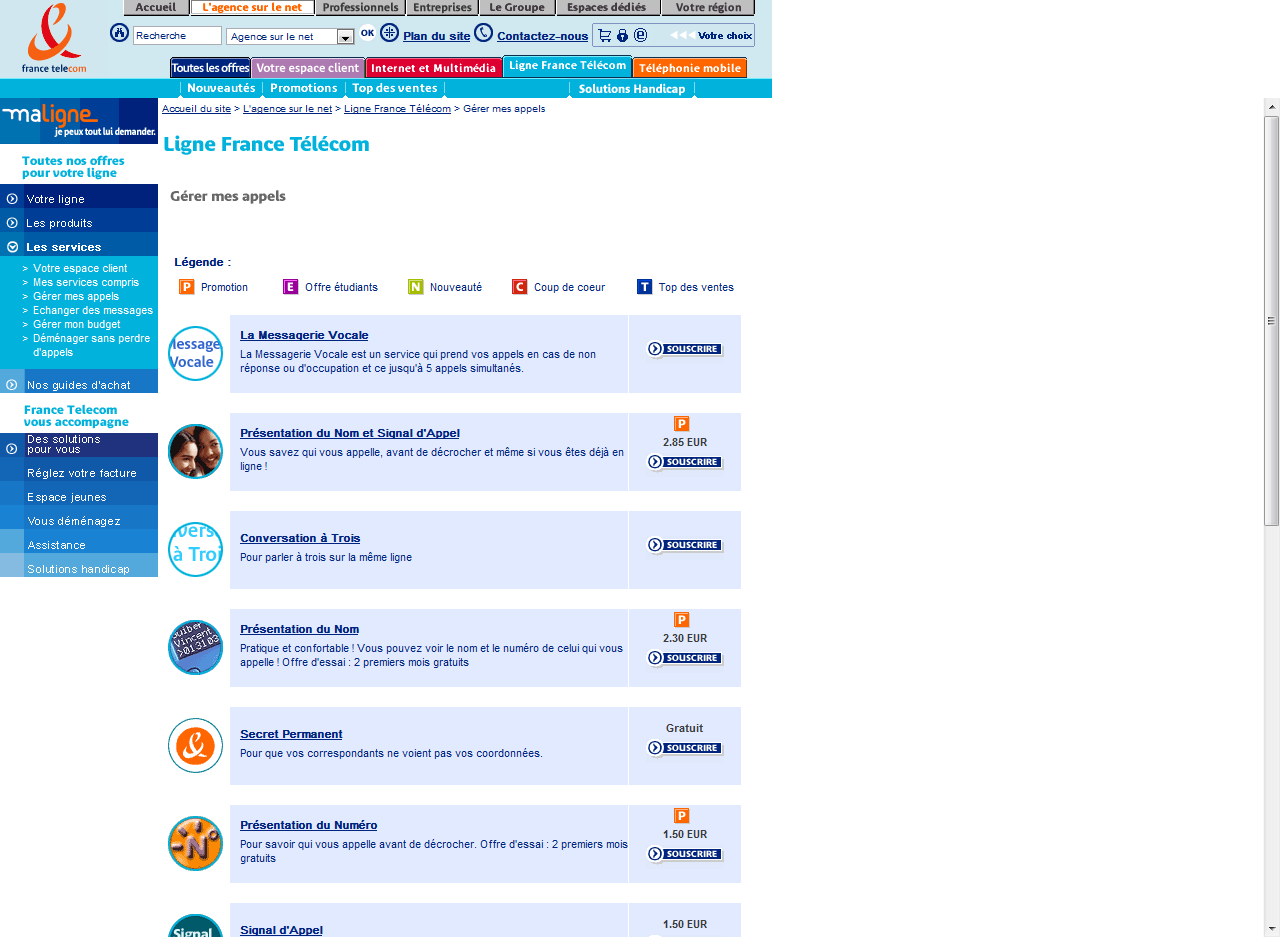 Accueil L'agence sur le net Professionnels Entreprises Le Groupe Espaces dédiés Votre région
Recherche Agence sur le net OK Plan du site Contactez-nous Votre choix
france telecom
Toutes les offres Votre espace client Internet et Multimédia Ligne France Télécom Téléphonie mobile
Nouveautés Promotions Top des ventes Solutions Handicap
maligne
je peux tout lui demander.
Accueil du site > L'agence sur le net > Ligne France Télécom > Gérer mes appels
Ligne France Télécom
Toutes nos offres
pour votre ligne
Votre ligne
Les produits
Les services
> Votre espace client
> Mes services compris
> Gérer mes appels
> Echanger des messages
> Gérer mon budget
> Déménager sans perdre
d'appels
Nos guides d'achat
France Telecom
vous accompagne
Des solutions
pour vous
Réglez votre facture
Espace jeunes
Vous déménagez
Assistance
Solutions handicap
Gérer mes appels
Légende :
P Promotion E Offre étudiants N Nouveauté C Coup de coeur T Top des ventes
essage
Vocale
La Messagerie Vocale
La Messagerie Vocale est un service qui prend vos appels en cas de non
réponse ou d'occupation et ce jusqu'à 5 appels simultanés.
SOUSCRIRE
Présentation du Nom et Signal d'Appel
Vous savez qui vous appelle, avant de décrocher et même si vous êtes déjà en
ligne !
P
2.85 EUR
SOUSCRIRE
vers
à Troi
Conversation à Trois
Pour parler à trois sur la même ligne
SOUSCRIRE
Vincent
>013103
Présentation du Nom
Pratique et confortable ! Vous pouvez voir le nom et le numéro de celui qui vous
appelle ! Offre d'essai : 2 premiers mois gratuits
P
2.30 EUR
SOUSCRIRE
Secret Permanent
Pour que vos correspondants ne voient pas vos coordonnées.
Gratuit
SOUSCRIRE
N°
Présentation du Numéro
Pour savoir qui vous appelle avant de décrocher. Offre d'essai : 2 premiers mois
gratuits
P
1.50 EUR
SOUSCRIRE
Signal
Signal d'Appel
1.50 EUR